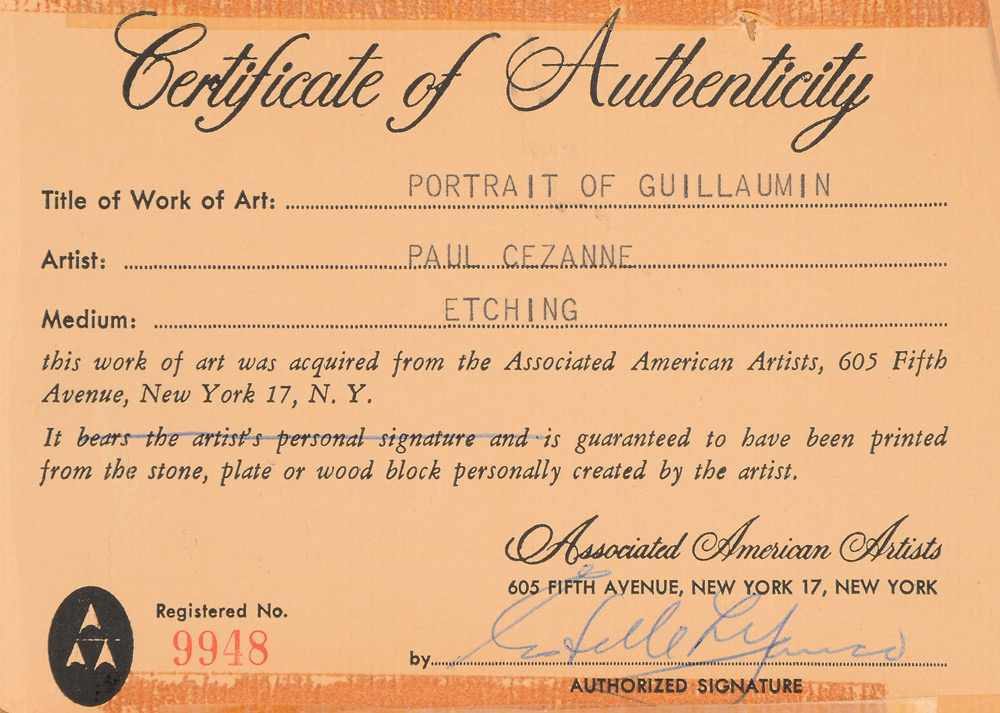 Certificate of Authenticity
Title of Work of Art: PORTRAIT OF GUILLAUMIN
Artist: PAUL CEZANNE
Medium: ETCHING
this work of art was acquired from the Associated American Artists, 605 Fifth
Avenue, New York 17, N. Y.
It bears the artist's personal signature and is guaranteed to have been printed
from the stone, plate or wood block personally created by the artist.
Associated American Artists
605 FIFTH AVENUE, NEW YORK 17, NEW YORK
Registered No.
9948
by Estelle
AUTHORIZED SIGNATURE